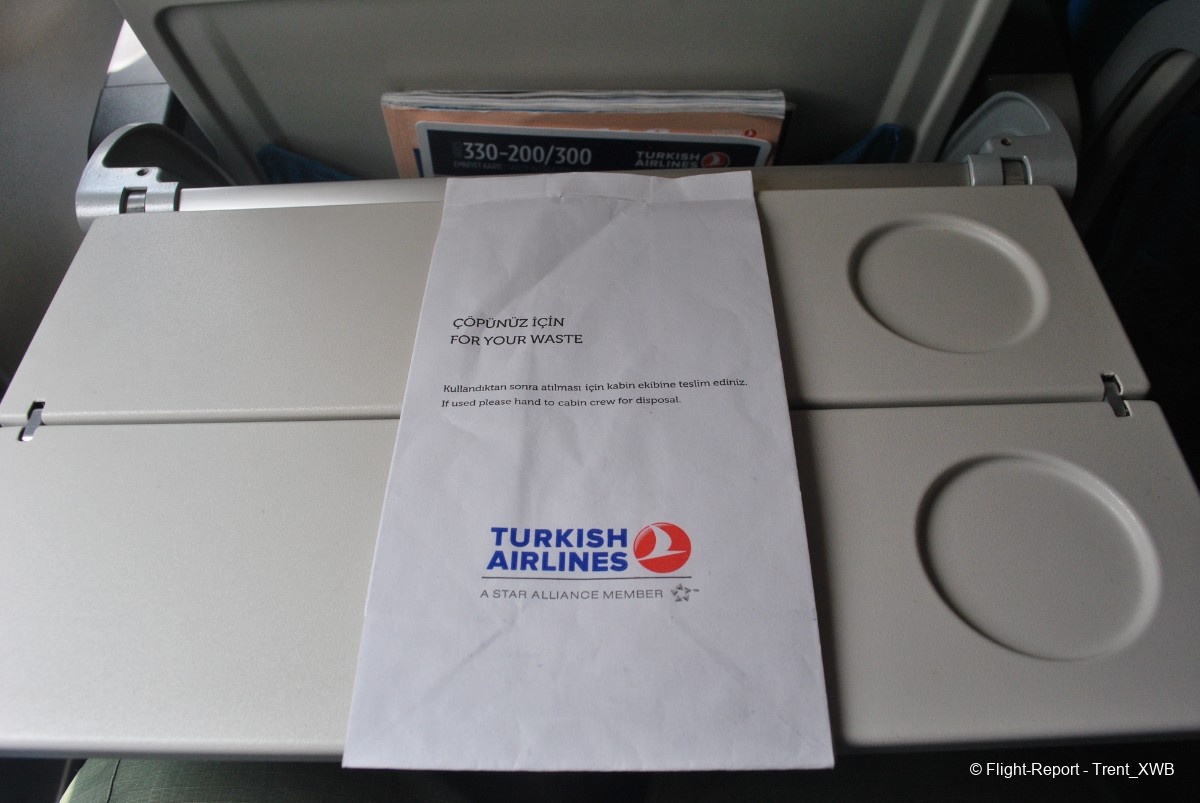 330-200/300
TURKISH
AIRLINES
ÇÖPÜNÜZ İÇİN
FOR YOUR WASTE
Kullandıktan sonra atılması için kabin ekibine teslim ediniz.
If used please hand to cabin crew for disposal.
TURKISH
AIRLINES
A STAR ALLIANCE MEMBER
© Flight-Report - Trent_XWB